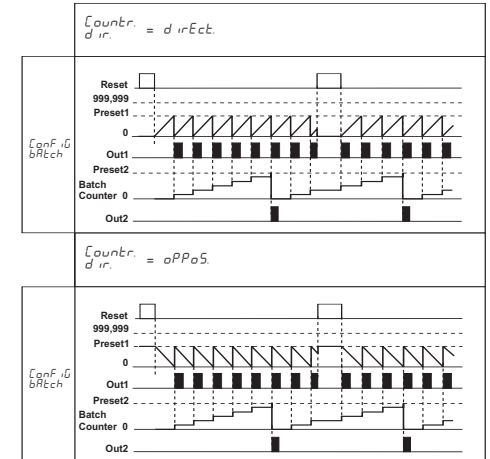 Countr.
dir. = dirEct.
ConFiG
bAtch
Reset
999,999
Preset1
0
Out1
Preset2
Batch
Counter 0
Out2
Countr.
dir. = oPPoS.
ConFiG
bAtch
Reset
999,999
Preset1
0
Out1
Preset2
Batch
Counter 0
Out2